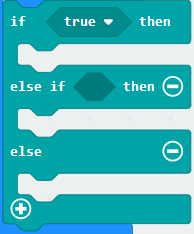 if true then
else if then
else